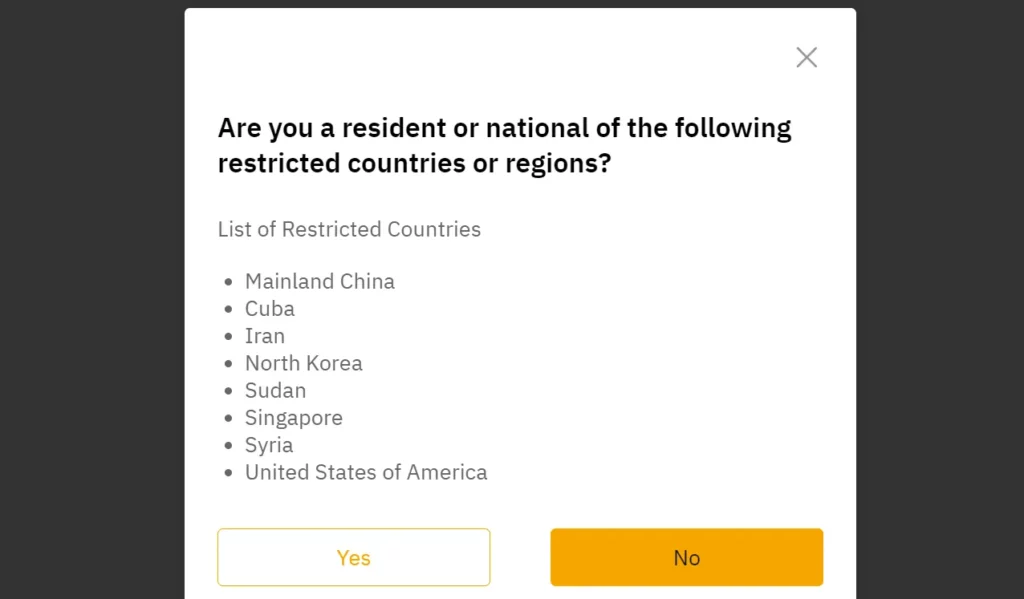 Are you a resident or national of the following
restricted countries or regions?
List of Restricted Countries
Mainland China
Cuba
Iran
North Korea
Sudan
Singapore
Syria
United States of America
Yes
No